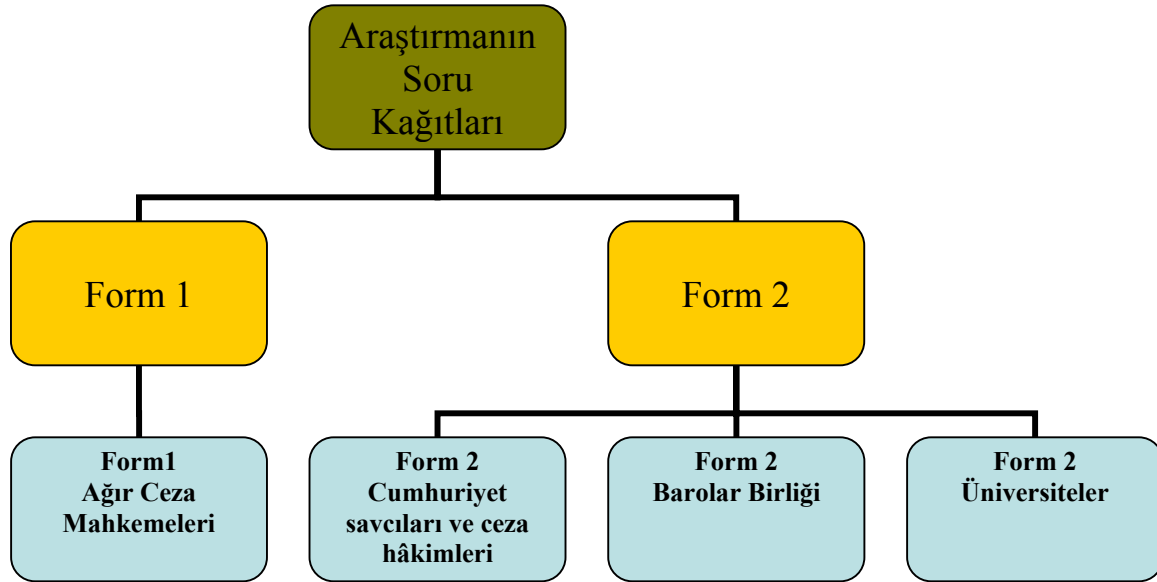 Araştırmanın
Soru
Kağıtları
Form 1
Form 2
Form1
Ağır Ceza
Mahkemeleri
Form 2
Cumhuriyet
savcıları ve ceza
hâkimleri
Form 2
Barolar Birliği
Form 2
Üniversiteler